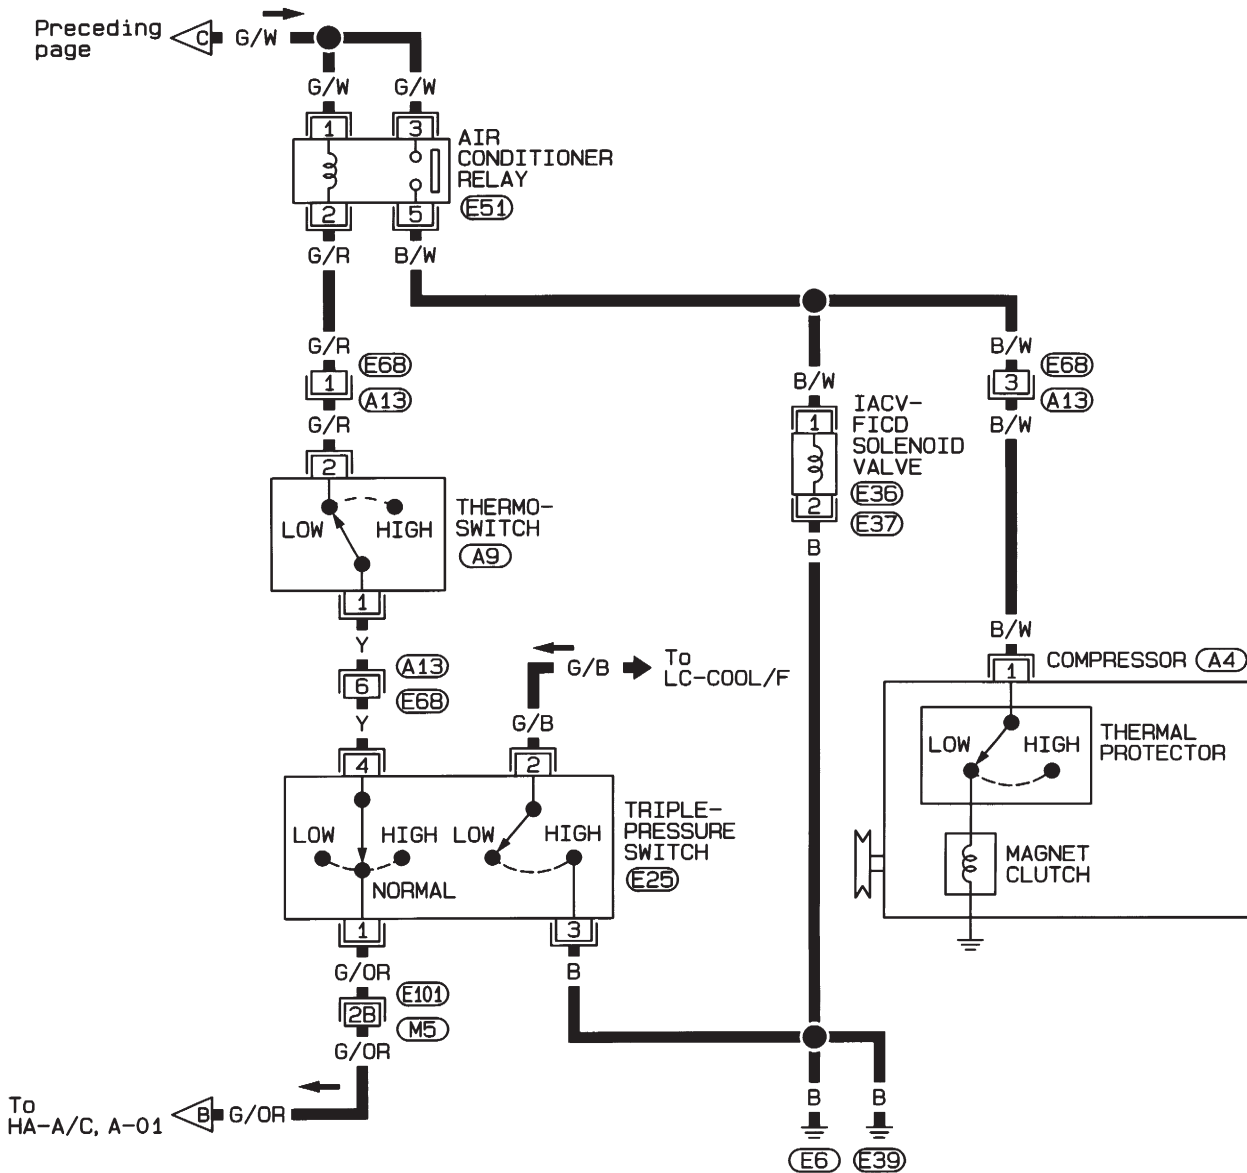 Preceding
page
C
G/W
G/W
G/W
1
3
AIR
CONDITIONER
RELAY
E51
2
5
G/R
B/W
G/R
E68
1
A13
G/R
B/W
E68
3
A13
B/W
B/W
1
IACV-
FICD
SOLENOID
VALVE
E36
2
E37
B
2
LOW
HIGH
THERMO-
SWITCH
A9
1
Y
A13
6
E68
Y
G/B
To
LC-COOL/F
G/B
B/W
1
COMPRESSOR
A4
LOW
HIGH
THERMAL
PROTECTOR
MAGNET
CLUTCH
4
2
LOW
HIGH
NORMAL
LOW
HIGH
TRIPLE-
PRESSURE
SWITCH
E25
1
3
G/OR
B
E101
2B
M5
G/OR
To
HA-A/C, A-01
B
G/OR
B
B
E6
E39